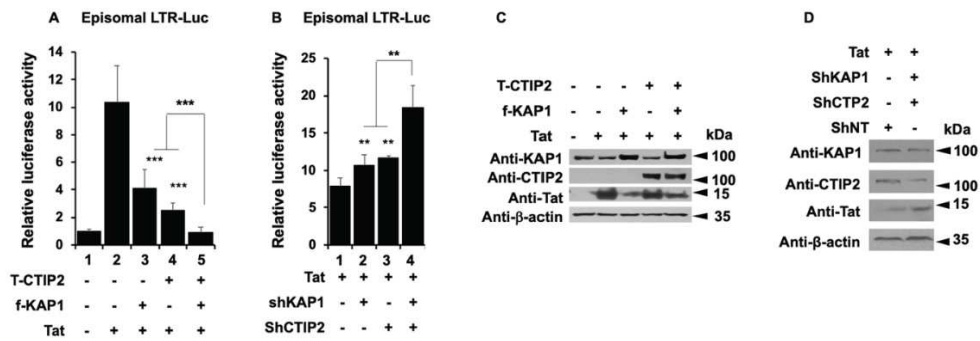 A Episomal LTR-Luc
Relative luciferase activity
14
12
10
8
6
4
2
0
***
***
***
1 2 3 4 5
T-CTIP2 - - - + +
f-KAP1 - - + - +
Tat - + + + +
B Episomal LTR-Luc
Relative luciferase activity
25
20
15
10
5
0
**
** **
1 2 3 4
Tat + + + +
shKAP1 - + - +
ShCTIP2 - - + +
C
T-CTIP2 - - - + +
f-KAP1 - - + - +
Tat - + + + + kDa
Anti-KAP1 100
Anti-CTIP2 100
Anti-Tat 15
Anti-β-actin 35
D
Tat + +
ShKAP1 - +
ShCTP2 - +
ShNT + - kDa
Anti-KAP1 100
Anti-CTIP2 100
Anti-Tat 15
Anti-β-actin 35